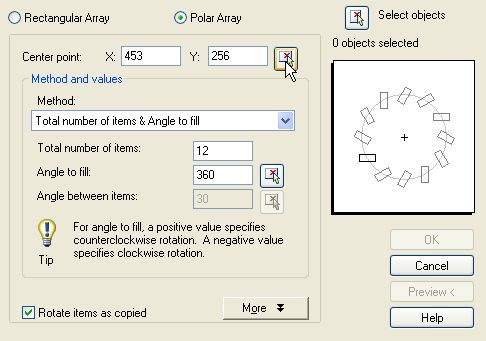 Rectangular Array
Polar Array
Select objects
Center point: X: 453 Y: 256
0 objects selected
Method and values
Method:
Total number of items & Angle to fill
Total number of items: 12
Angle to fill: 360
Angle between items: 30
For angle to fill, a positive value specifies
counterclockwise rotation. A negative value
specifies clockwise rotation.
Tip
Rotate items as copied
More
OK
Cancel
Preview <
Help